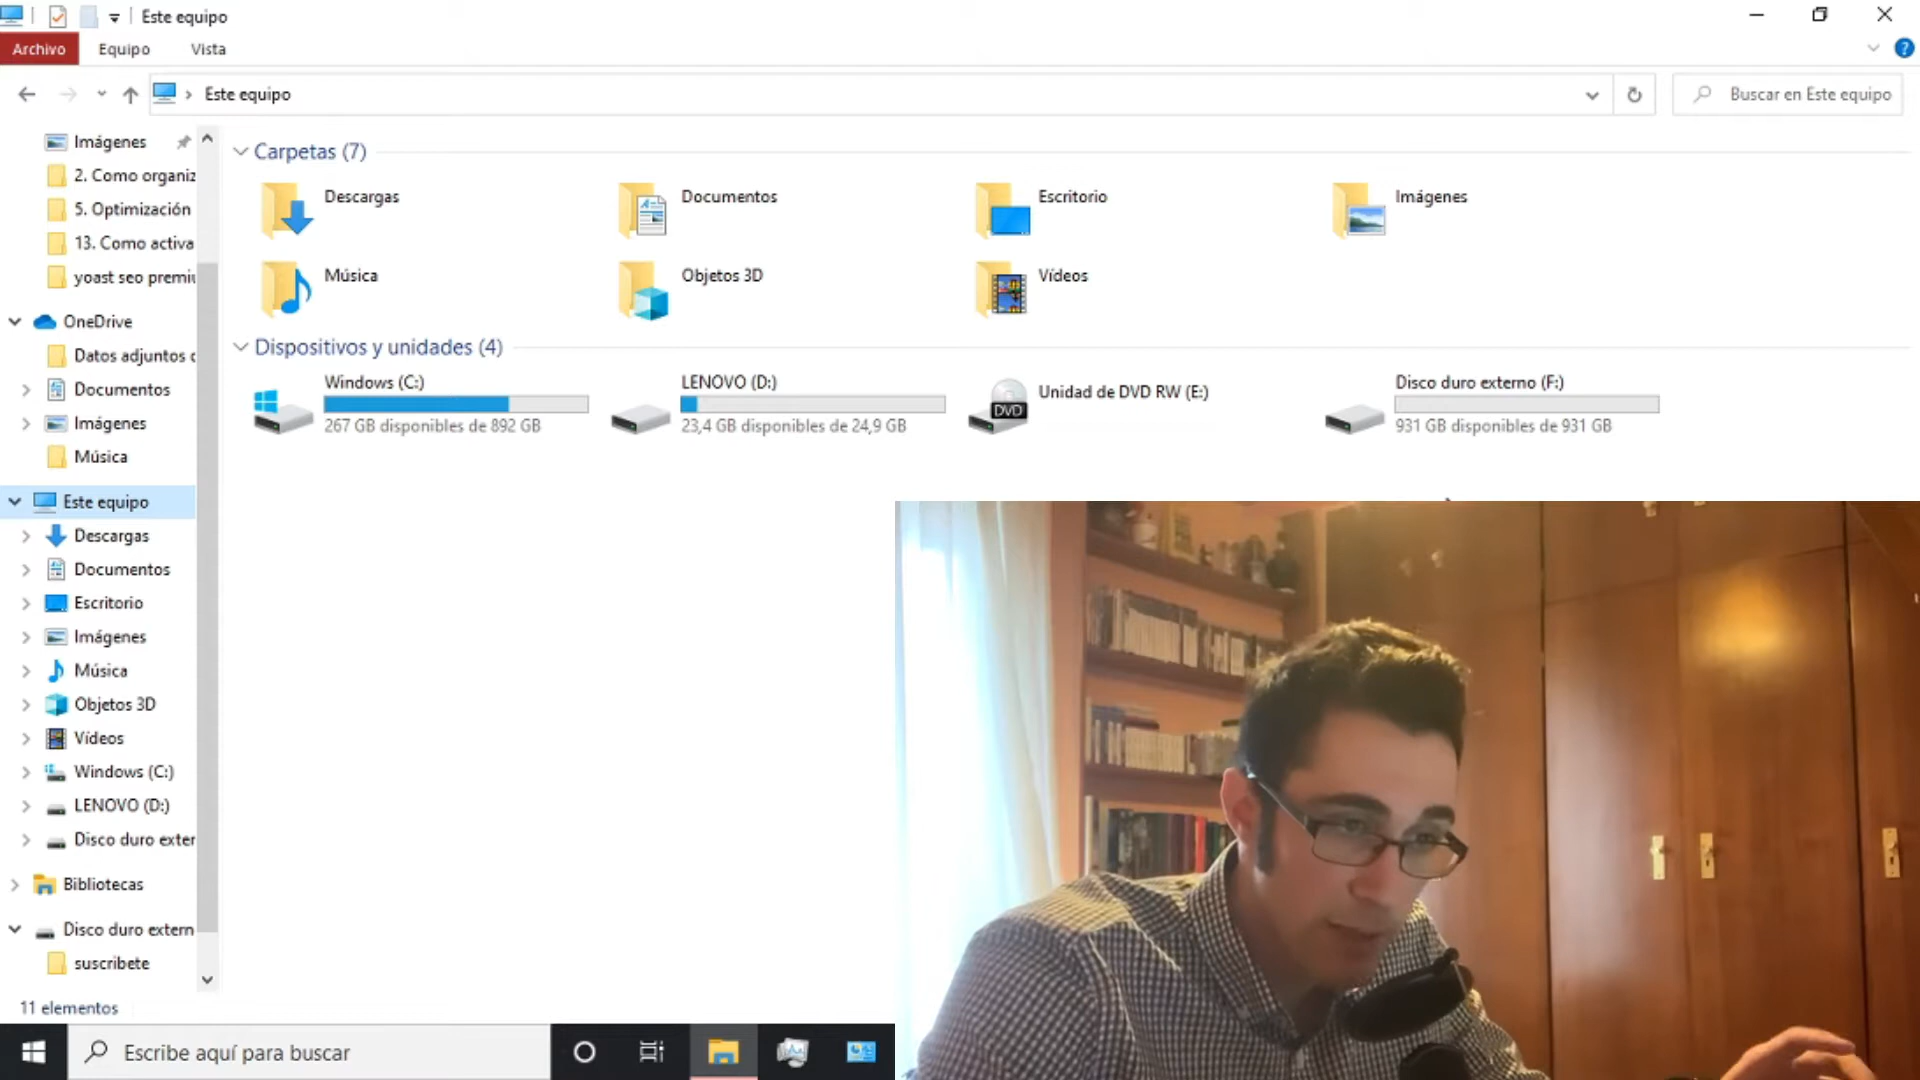 Este equipo
Archivo
Equipo
Vista
Este equipo
Buscar en Este equipo
Imágenes
2. Como organiz
5. Optimización
13. Como activa
yoast seo premiu
OneDrive
Datos adjuntos
Documentos
Imágenes
Música
Este equipo
Descargas
Documentos
Escritorio
Imágenes
Música
Objetos 3D
Vídeos
Windows (C:)
LENOVO (D:)
Disco duro exter
Bibliotecas
Disco duro extern
suscribete
Carpetas (7)
Descargas
Documentos
Escritorio
Imágenes
Música
Objetos 3D
Vídeos
Dispositivos y unidades (4)
Windows (C:)
267 GB disponibles de 892 GB
LENOVO (D:)
23,4 GB disponibles de 24,9 GB
DVD
Unidad de DVD RW (E:)
Disco duro externo (F:)
931 GB disponibles de 931 GB
11 elementos
Escribe aquí para buscar